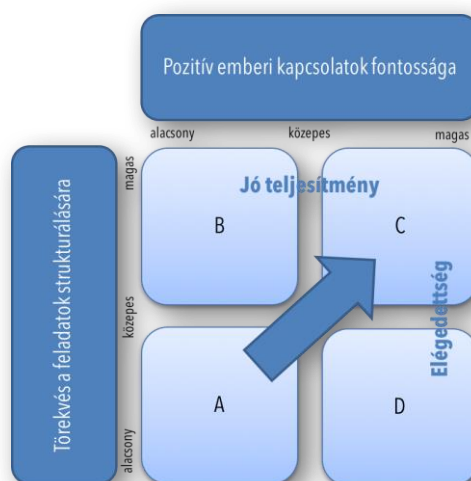 Pozitív emberi kapcsolatok fontossága
alacsony közepes magas
Törekvés a feladatok strukturálására
magas
közepes
alacsony
Jó teljesítmény
B
C
Elégedettség
A
D